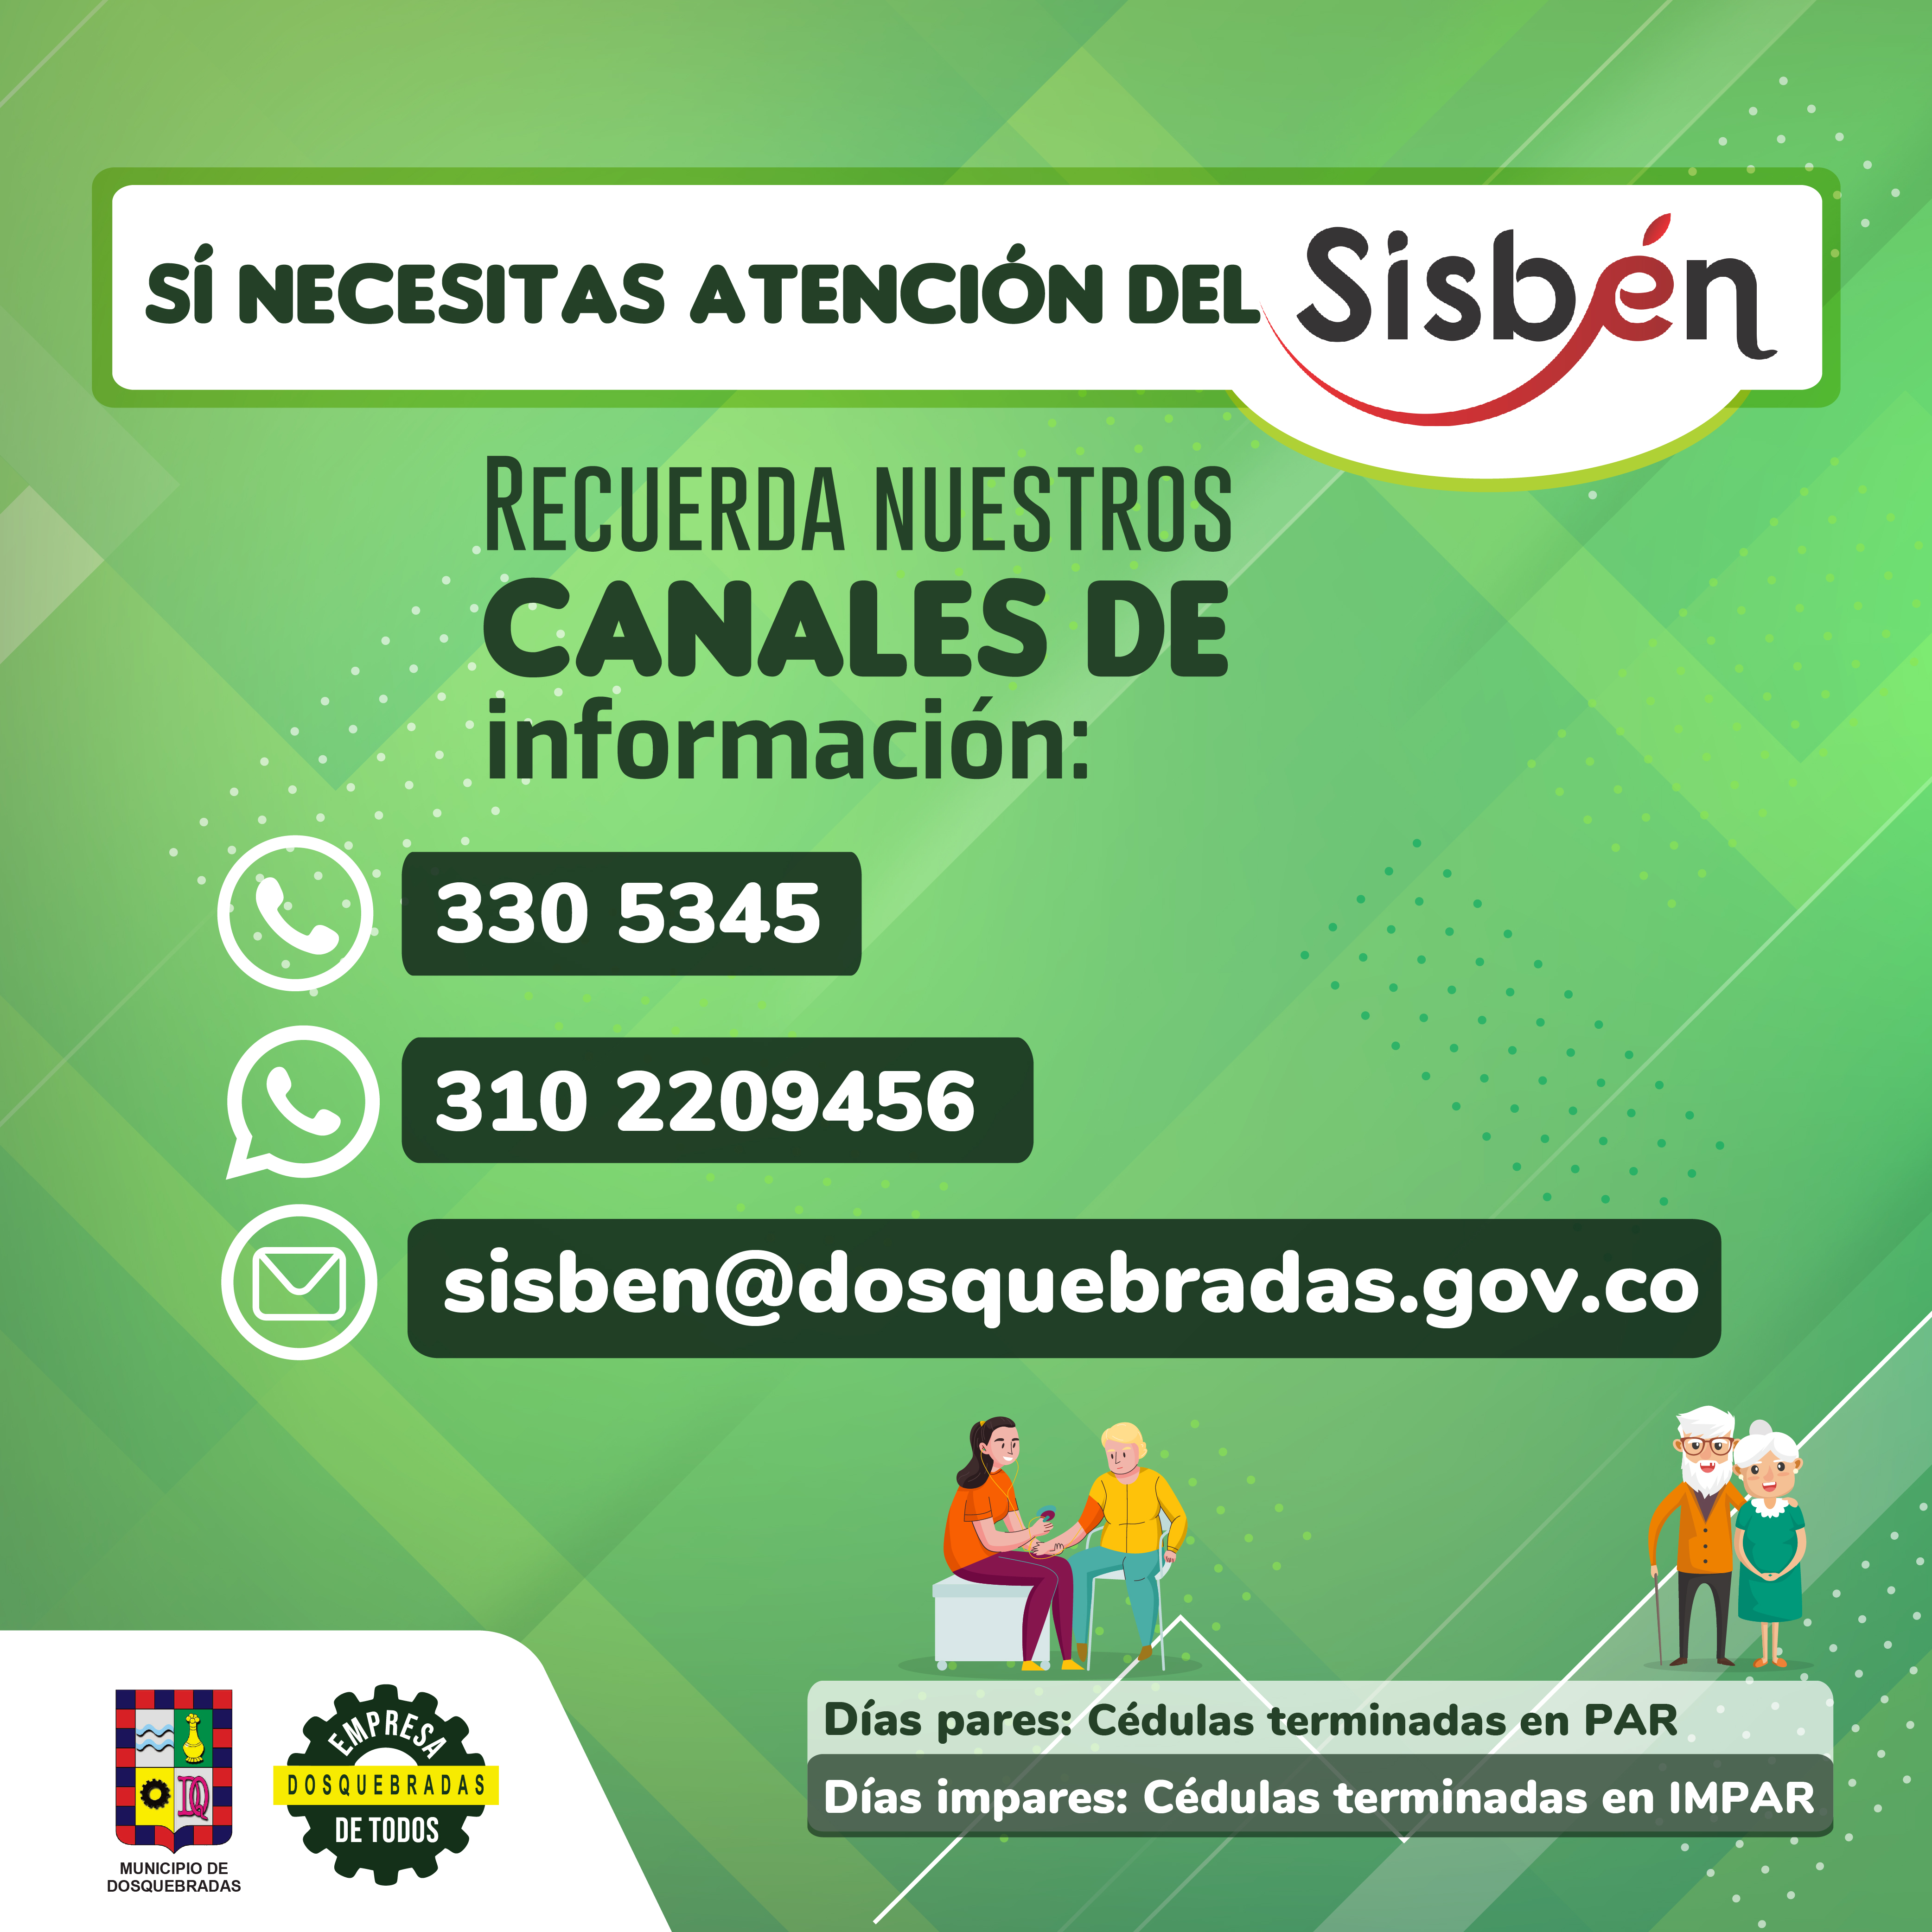 SÍ NECESITAS ATENCIÓN DEL Sisbén
RECUERDA NUESTROS
CANALES DE
información:
330 5345
310 2209456
sisben@dosquebradas.gov.co
Días pares: Cédulas terminadas en PAR
Días impares: Cédulas terminadas en IMPAR
DQ
MUNICIPIO DE
DOSQUEBRADAS
EMPRESA
DOSQUEBRADAS
DE TODOS